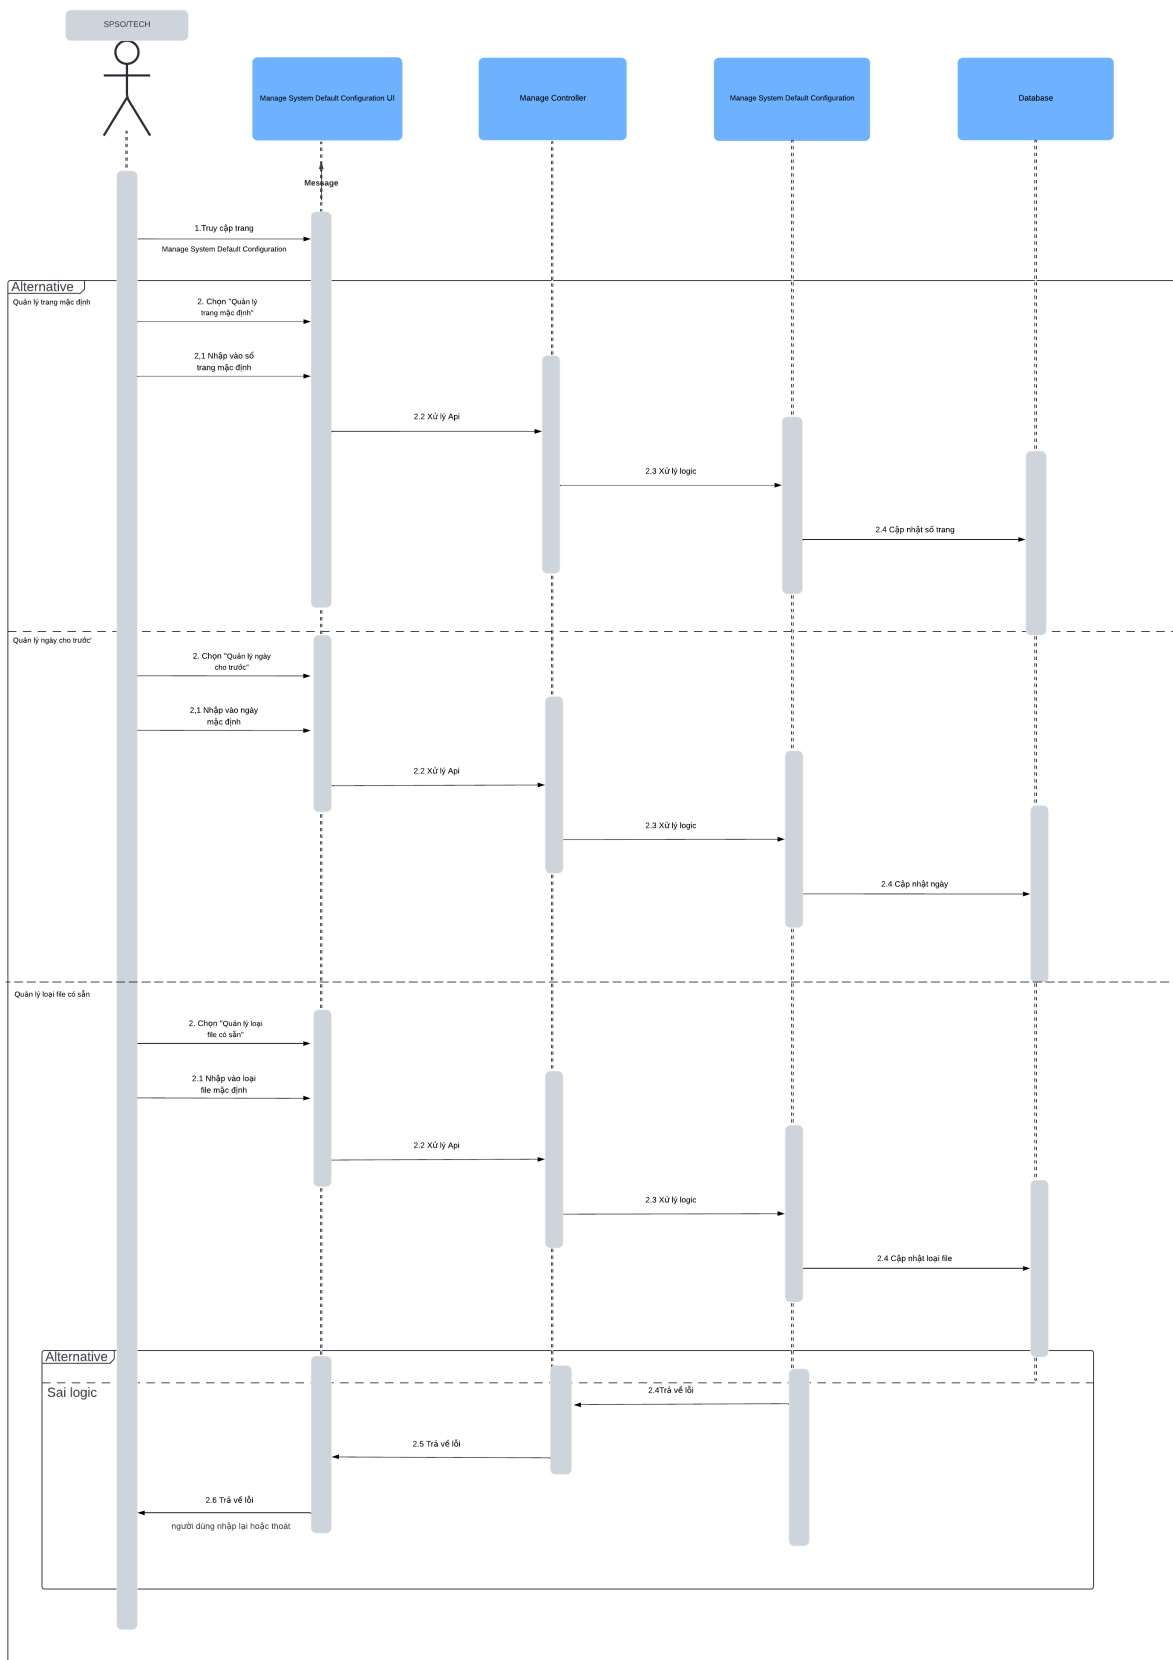 SPSO/TECH
Manage System Default Configuration UI
Manage Controller
Manage System Default Configuration
Database
Message
1.Truy cập trang
Manage System Default Configuration
Alternative
Quản lý trang mặc định
2. Chọn "Quản lý
trang mặc định"
2,1 Nhập vào số
trang mặc định
2.2 Xử lý Api
2.3 Xử lý logic
2.4 Cập nhật số trang
Quản lý ngày cho trước'
2. Chọn "Quản lý ngày
cho trước"
2,1 Nhập vào ngày
mặc định
2.2 Xử lý Api
2.3 Xử lý logic
2.4 Cập nhật ngày
Quản lý loại file có sẵn
2. Chọn "Quản lý loại
file có sẵn"
2.1 Nhập vào loại
file mặc định
2.2 Xử lý Api
2.3 Xử lý logic
2.4 Cập nhật loại file
Alternative
Sai logic
2.4Trả về lỗi
2.5 Trả về lỗi
2.6 Trả về lỗi
người dùng nhập lại hoặc thoát